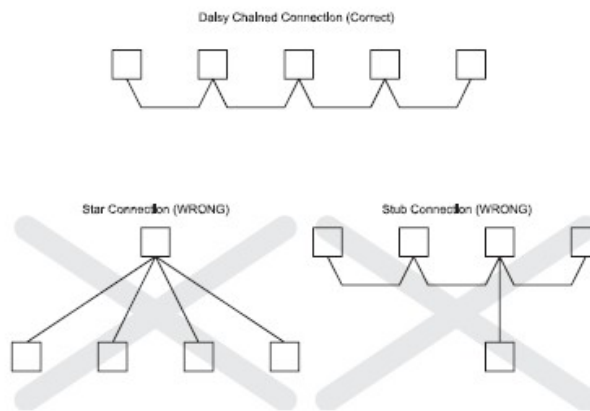 Daisy Chained Connection (Correct)
Star Connection (WRONG)
Stub Connection (WRONG)